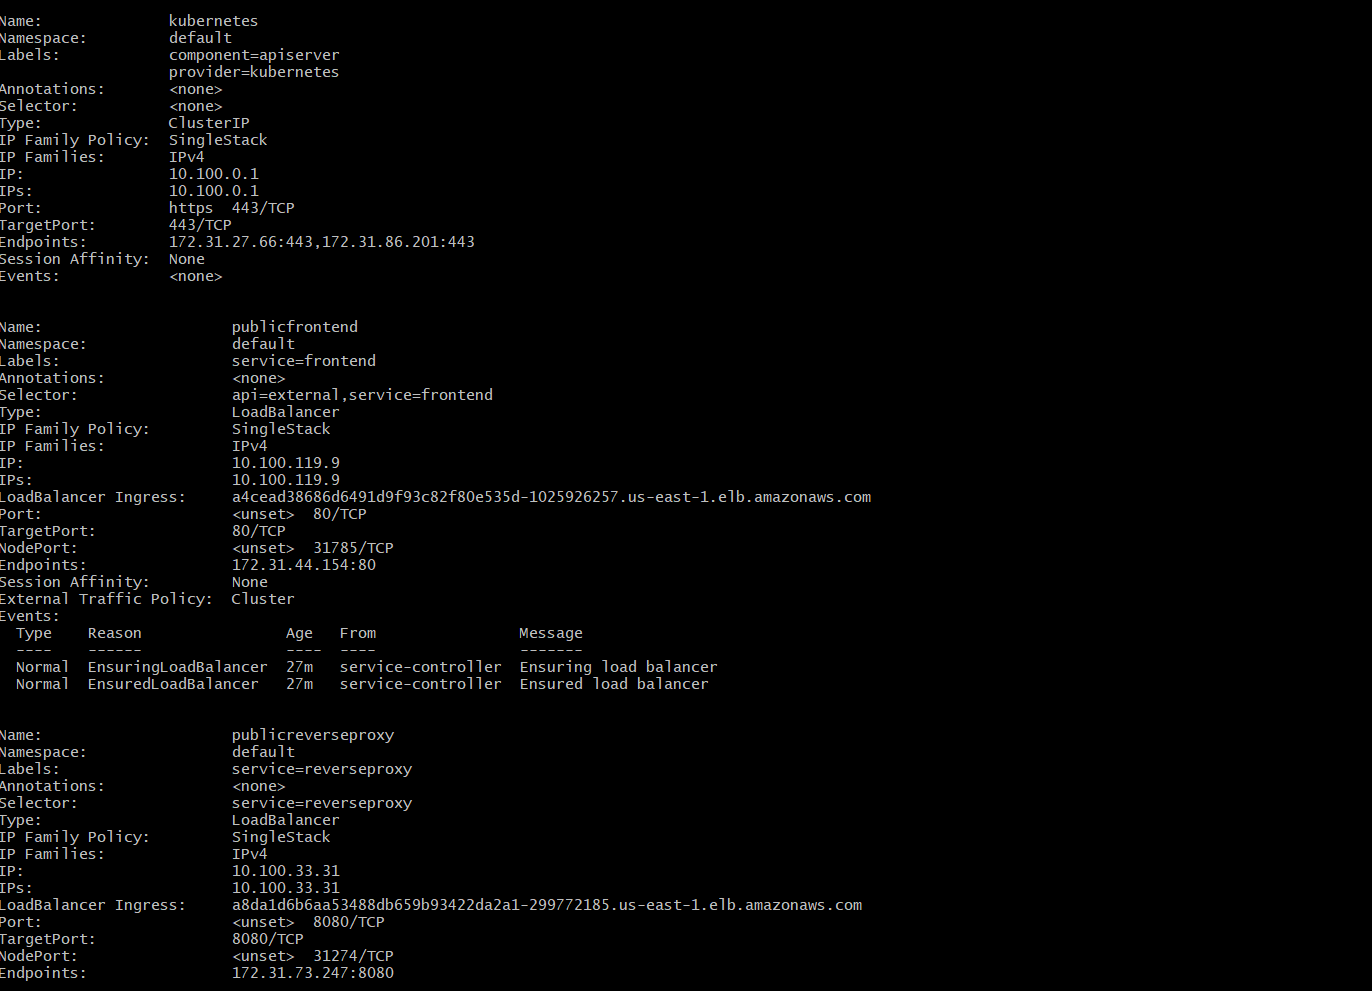 Name:              kubernetes
Namespace:         default
Labels:            component=apiserver
                   provider=kubernetes
Annotations:       <none>
Selector:          <none>
Type:              ClusterIP
IP Family Policy:  SingleStack
IP Families:       IPv4
IP:                10.100.0.1
IPs:               10.100.0.1
Port:              https  443/TCP
TargetPort:        443/TCP
Endpoints:         172.31.27.66:443,172.31.86.201:443
Session Affinity:  None
Events:            <none>

Name:                     publicfrontend
Namespace:                default
Labels:                   service=frontend
Annotations:              <none>
Selector:                 api=external,service=frontend
Type:                     LoadBalancer
IP Family Policy:         SingleStack
IP Families:              IPv4
IP:                       10.100.119.9
IPs:                      10.100.119.9
LoadBalancer Ingress:     a4cead38686d6491d9f93c82f80e535d-1025926257.us-east-1.elb.amazonaws.com
Port:                     <unset>  80/TCP
TargetPort:               80/TCP
NodePort:                 <unset>  31785/TCP
Endpoints:                172.31.44.154:80
Session Affinity:         None
External Traffic Policy:  Cluster
Events:
  Type    Reason                Age   From                Message
  ----    ------                ----  ----                -------
  Normal  EnsuringLoadBalancer  27m   service-controller  Ensuring load balancer
  Normal  EnsuredLoadBalancer   27m   service-controller  Ensured load balancer

Name:                     publicreverseproxy
Namespace:                default
Labels:                   service=reverseproxy
Annotations:              <none>
Selector:                 service=reverseproxy
Type:                     LoadBalancer
IP Family Policy:         SingleStack
IP Families:              IPv4
IP:                       10.100.33.31
IPs:                      10.100.33.31
LoadBalancer Ingress:     a8da1d6b6aa53488db659b93422da2a1-299772185.us-east-1.elb.amazonaws.com
Port:                     <unset>  8080/TCP
TargetPort:               8080/TCP
NodePort:                 <unset>  31274/TCP
Endpoints:                172.31.73.247:8080